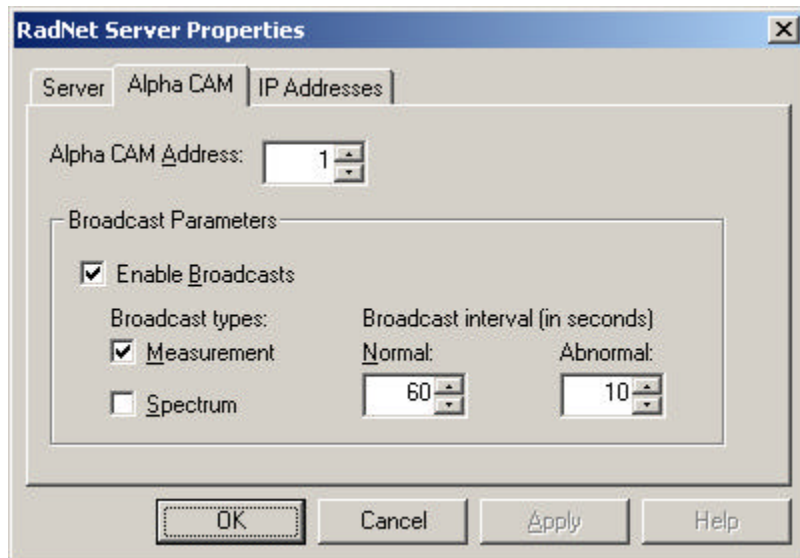 RadNet Server Properties
Server Alpha CAM IP Addresses
Alpha CAM Address: 1
Broadcast Parameters
Enable Broadcasts
Broadcast types: Broadcast interval (in seconds)
Measurement Normal: Abnormal:
Spectrum 60 10
OK Cancel Apply Help